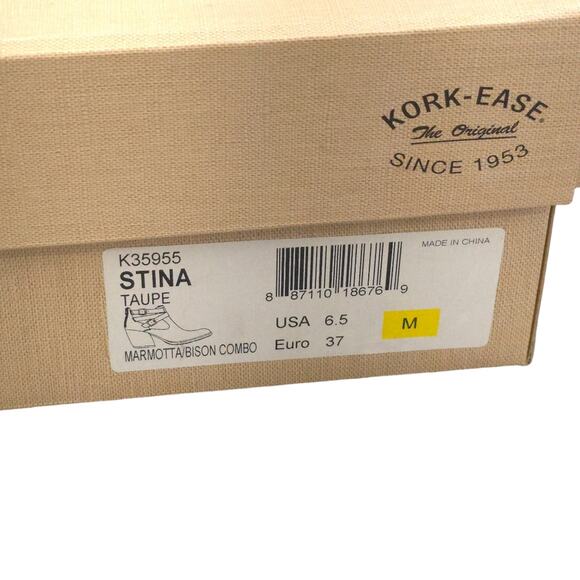 KORK-EASE®
The Original
SINCE 1953
K35955
STINA
TAUPE
MARMOTTA/BISON COMBO
8 87110 18676 9
MADE IN CHINA
USA 6.5
Euro 37
M